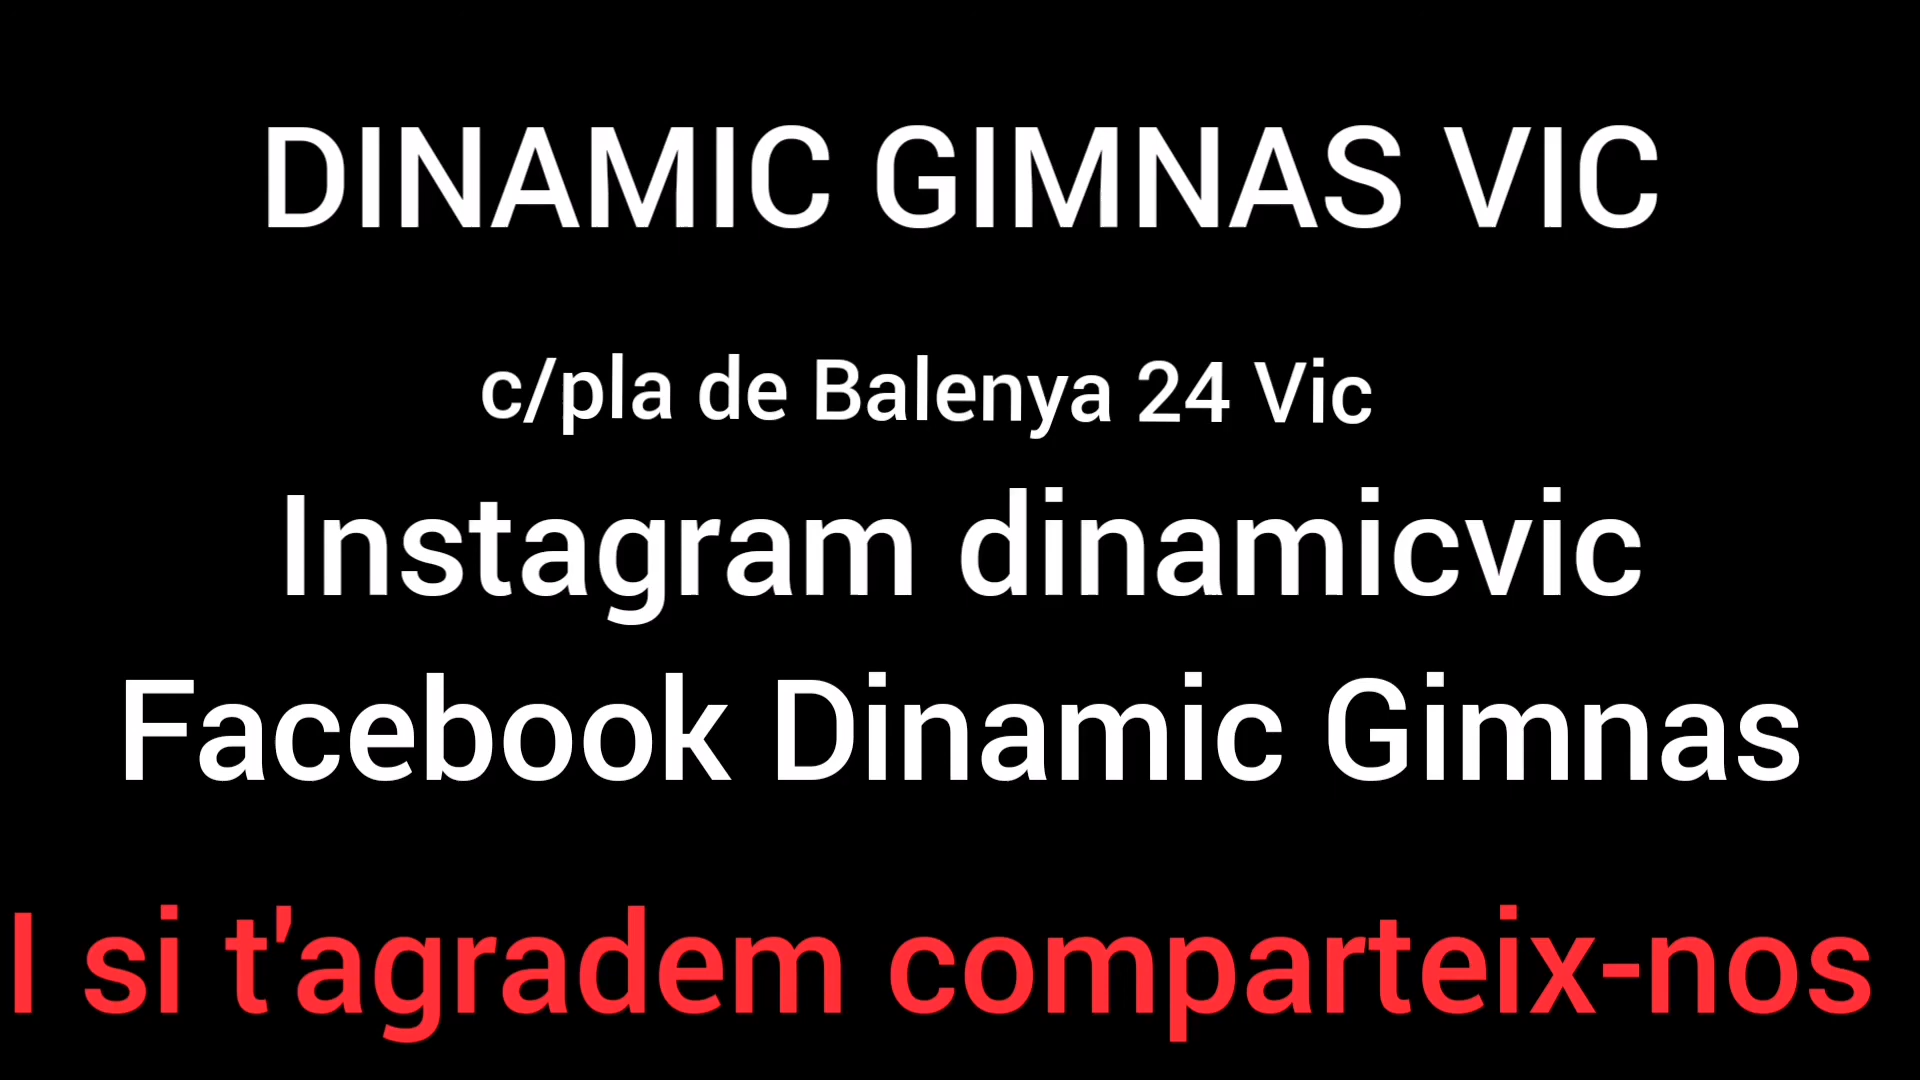 DINAMIC GIMNAS VIC
c/pla de Balenya 24 Vic
Instagram dinamicvic
Facebook Dinamic Gimnas
I si t'agradem comparteix-nos